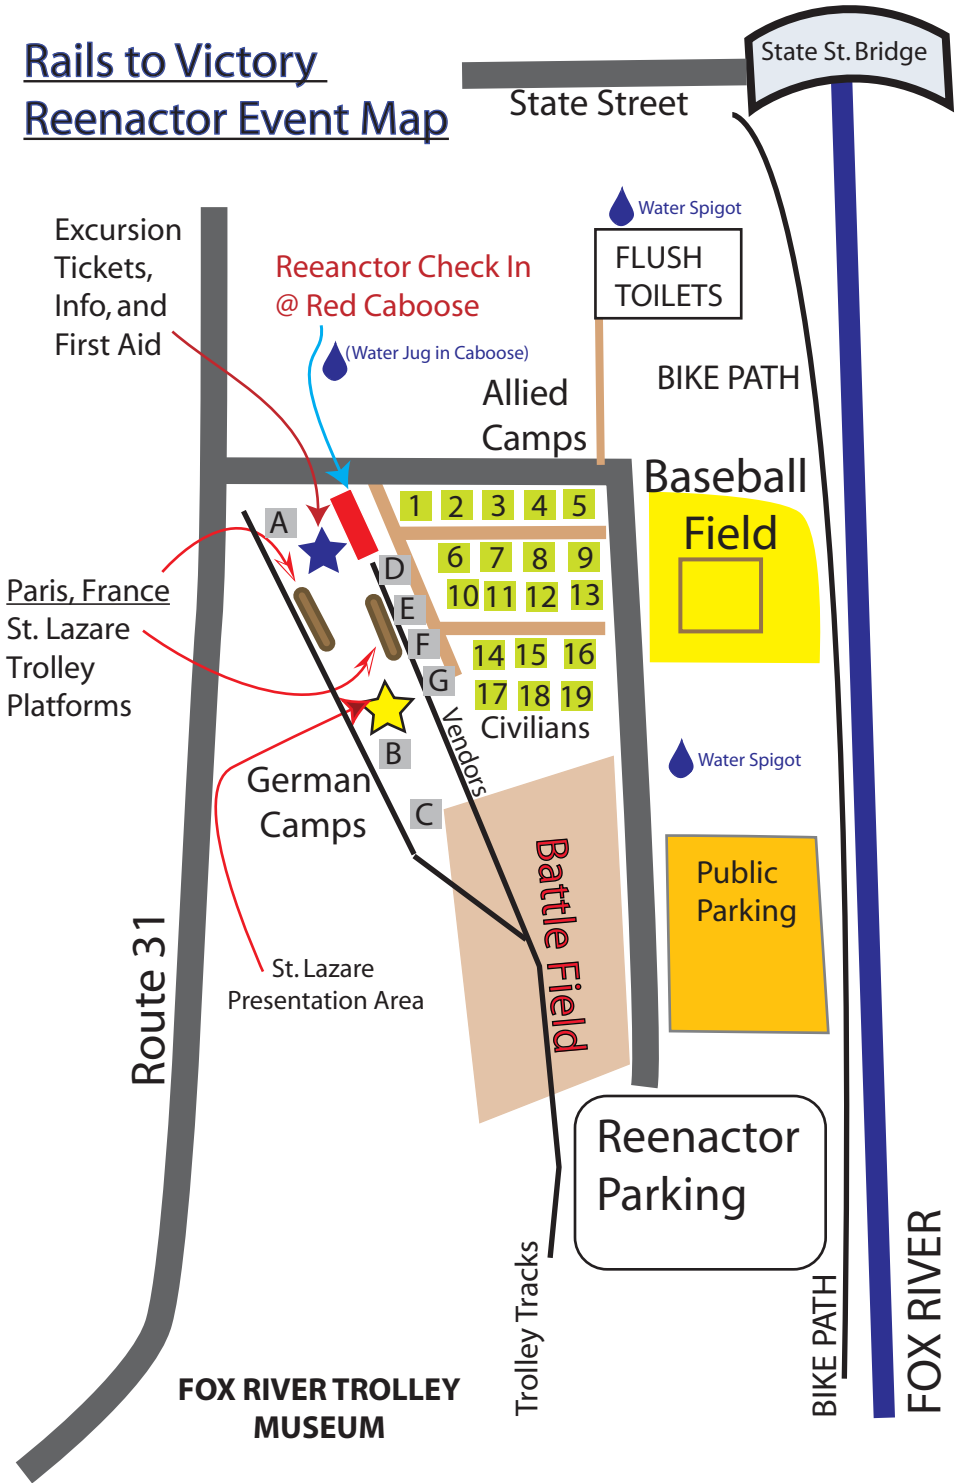 Rails to Victory
Reenactor Event Map
State St. Bridge
State Street
Water Spigot
FLUSH
TOILETS
Excursion
Tickets,
Info, and
First Aid
Reeanctor Check In
@ Red Caboose
(Water Jug in Caboose)
Allied
Camps
BIKE PATH
Baseball
Field
A
1 2 3 4 5
D
6 7 8 9
E
10 11 12 13
F
14 15 16
G
17 18 19
Civilians
Paris, France
St. Lazare
Trolley
Platforms
Vendors
B
C
German
Camps
Water Spigot
Battle Field
Public
Parking
St. Lazare
Presentation Area
Route 31
Reenactor
Parking
Trolley Tracks
BIKE PATH
FOX RIVER
FOX RIVER TROLLEY
MUSEUM